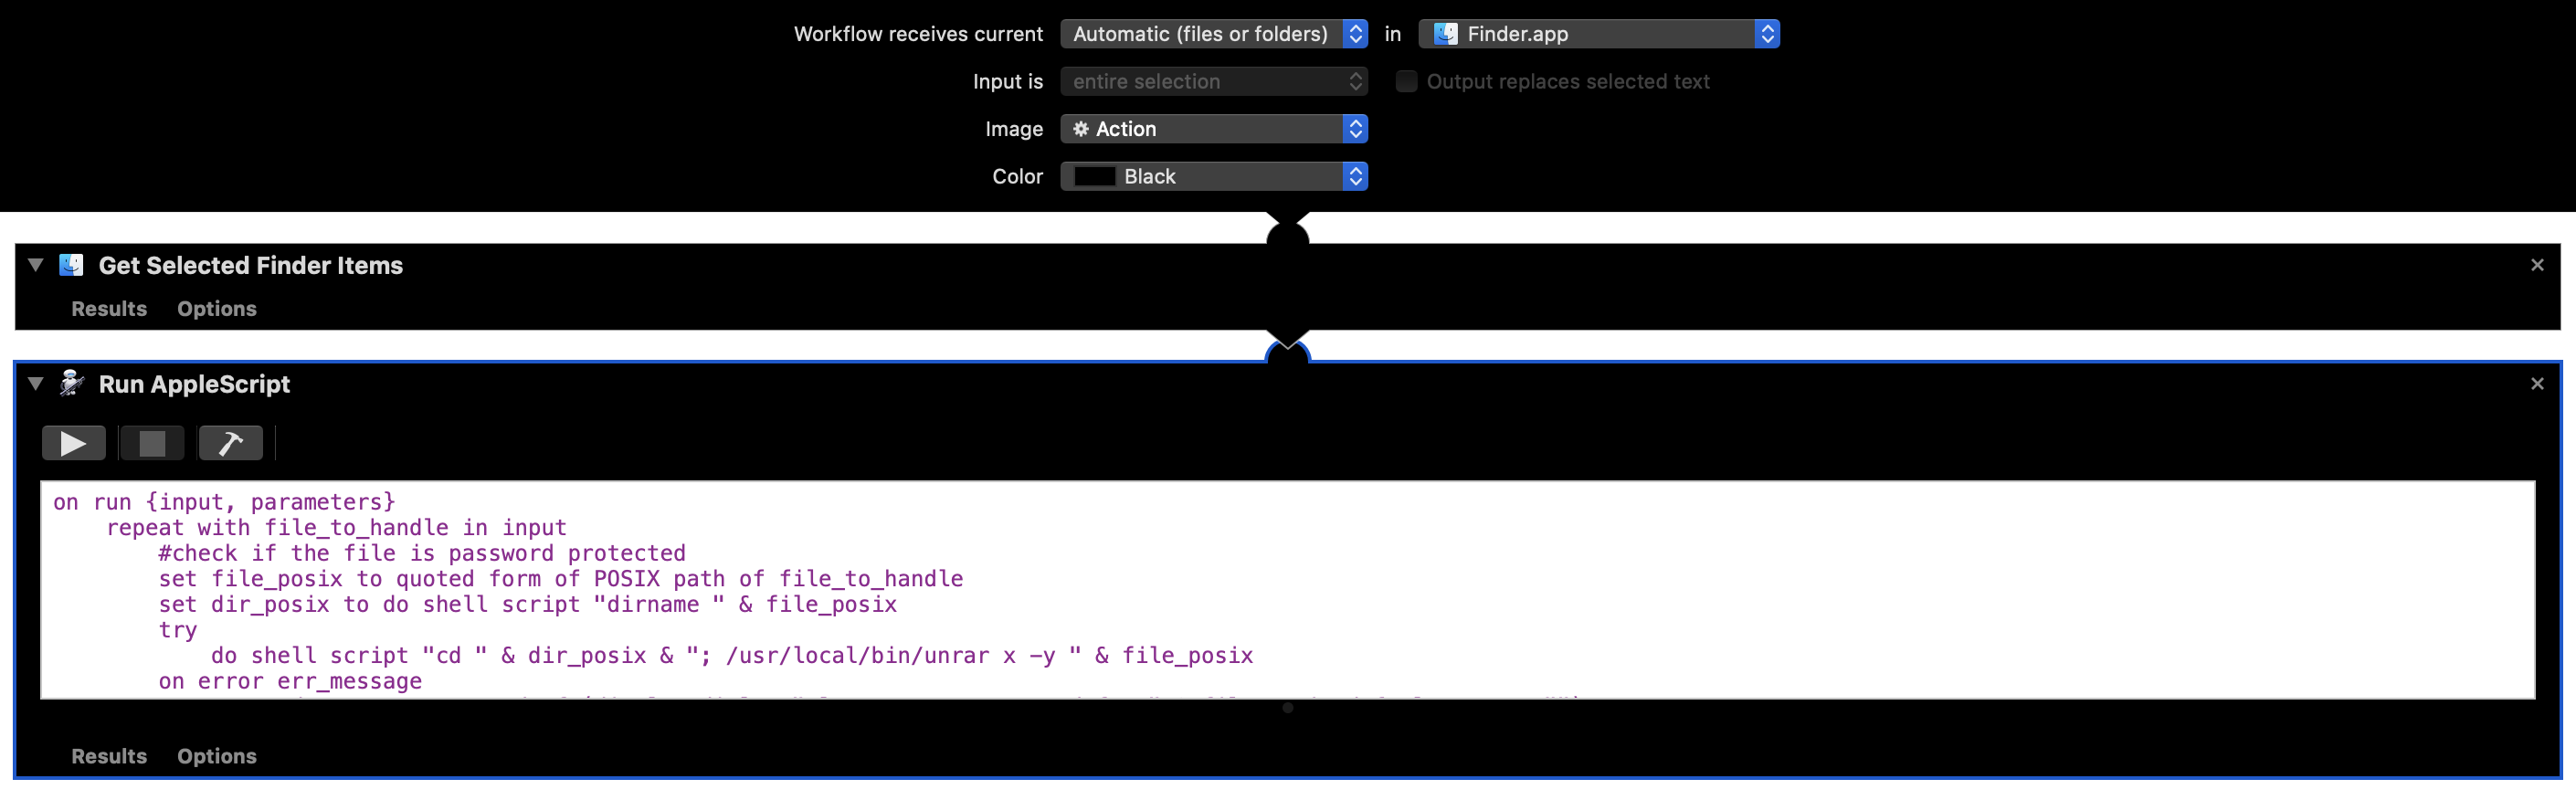 Workflow receives current Automatic (files or folders) in Finder.app
Input is entire selection Output replaces selected text
Image Action
Color Black
Get Selected Finder Items
Results Options
Run AppleScript
on run {input, parameters}
repeat with file_to_handle in input
#check if the file is password protected
set file_posix to quoted form of POSIX path of file_to_handle
set dir_posix to do shell script "dirname " & file_posix
try
do shell script "cd " & dir_posix & "; /usr/local/bin/unrar x -y " & file_posix
on error err_message
Results Options